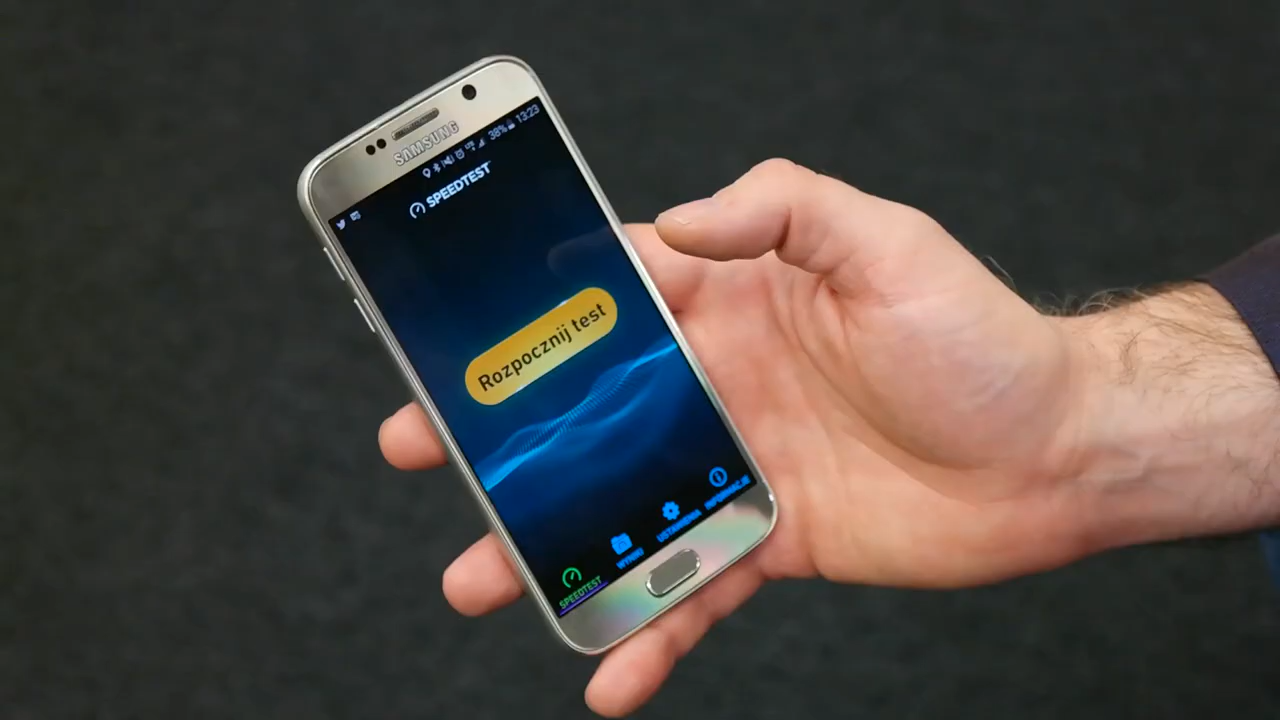 SAMSUNG
38% 13:23
SPEEDTEST
Rozpocznij test
SPEEDTEST
WYNIKI
USTAWIENIA
INFORMACJE